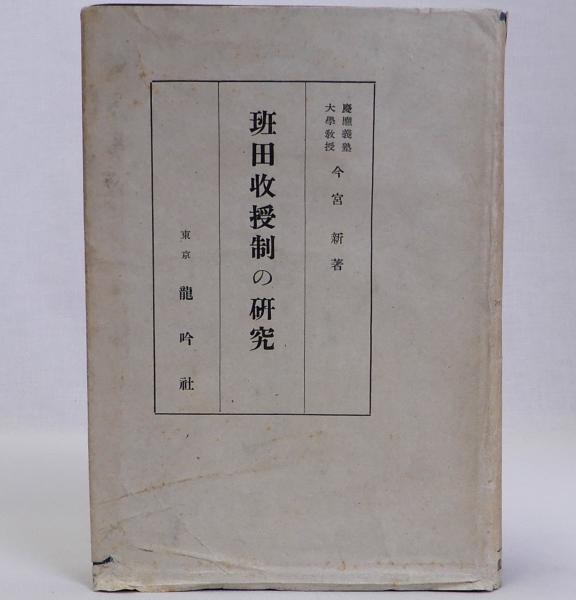 慶應義塾
大學敎授
今宮新著
班田收授制の研究
東京 龍吟社